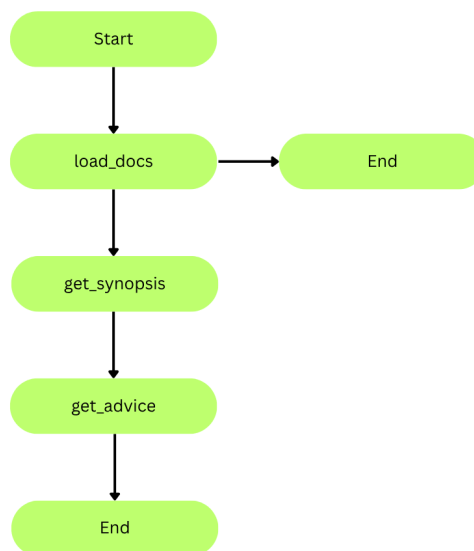 Start
load_docs
End
get_synopsis
get_advice
End